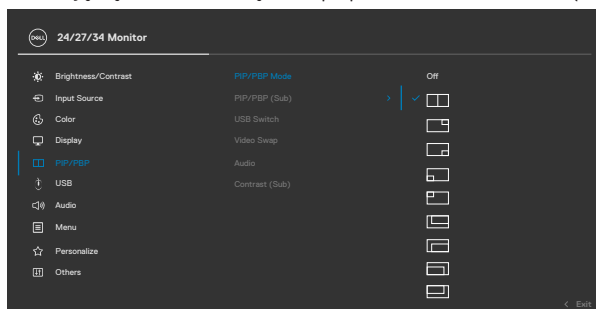 DELL 24/27/34 Monitor
Brightness/Contrast PIP/PBP Mode Off
Input Source PIP/PBP (Sub)
Color USB Switch
Display Video Swap
PIP/PBP Audio
USB Contrast (Sub)
Audio
Menu
Personalize
Others
Exit